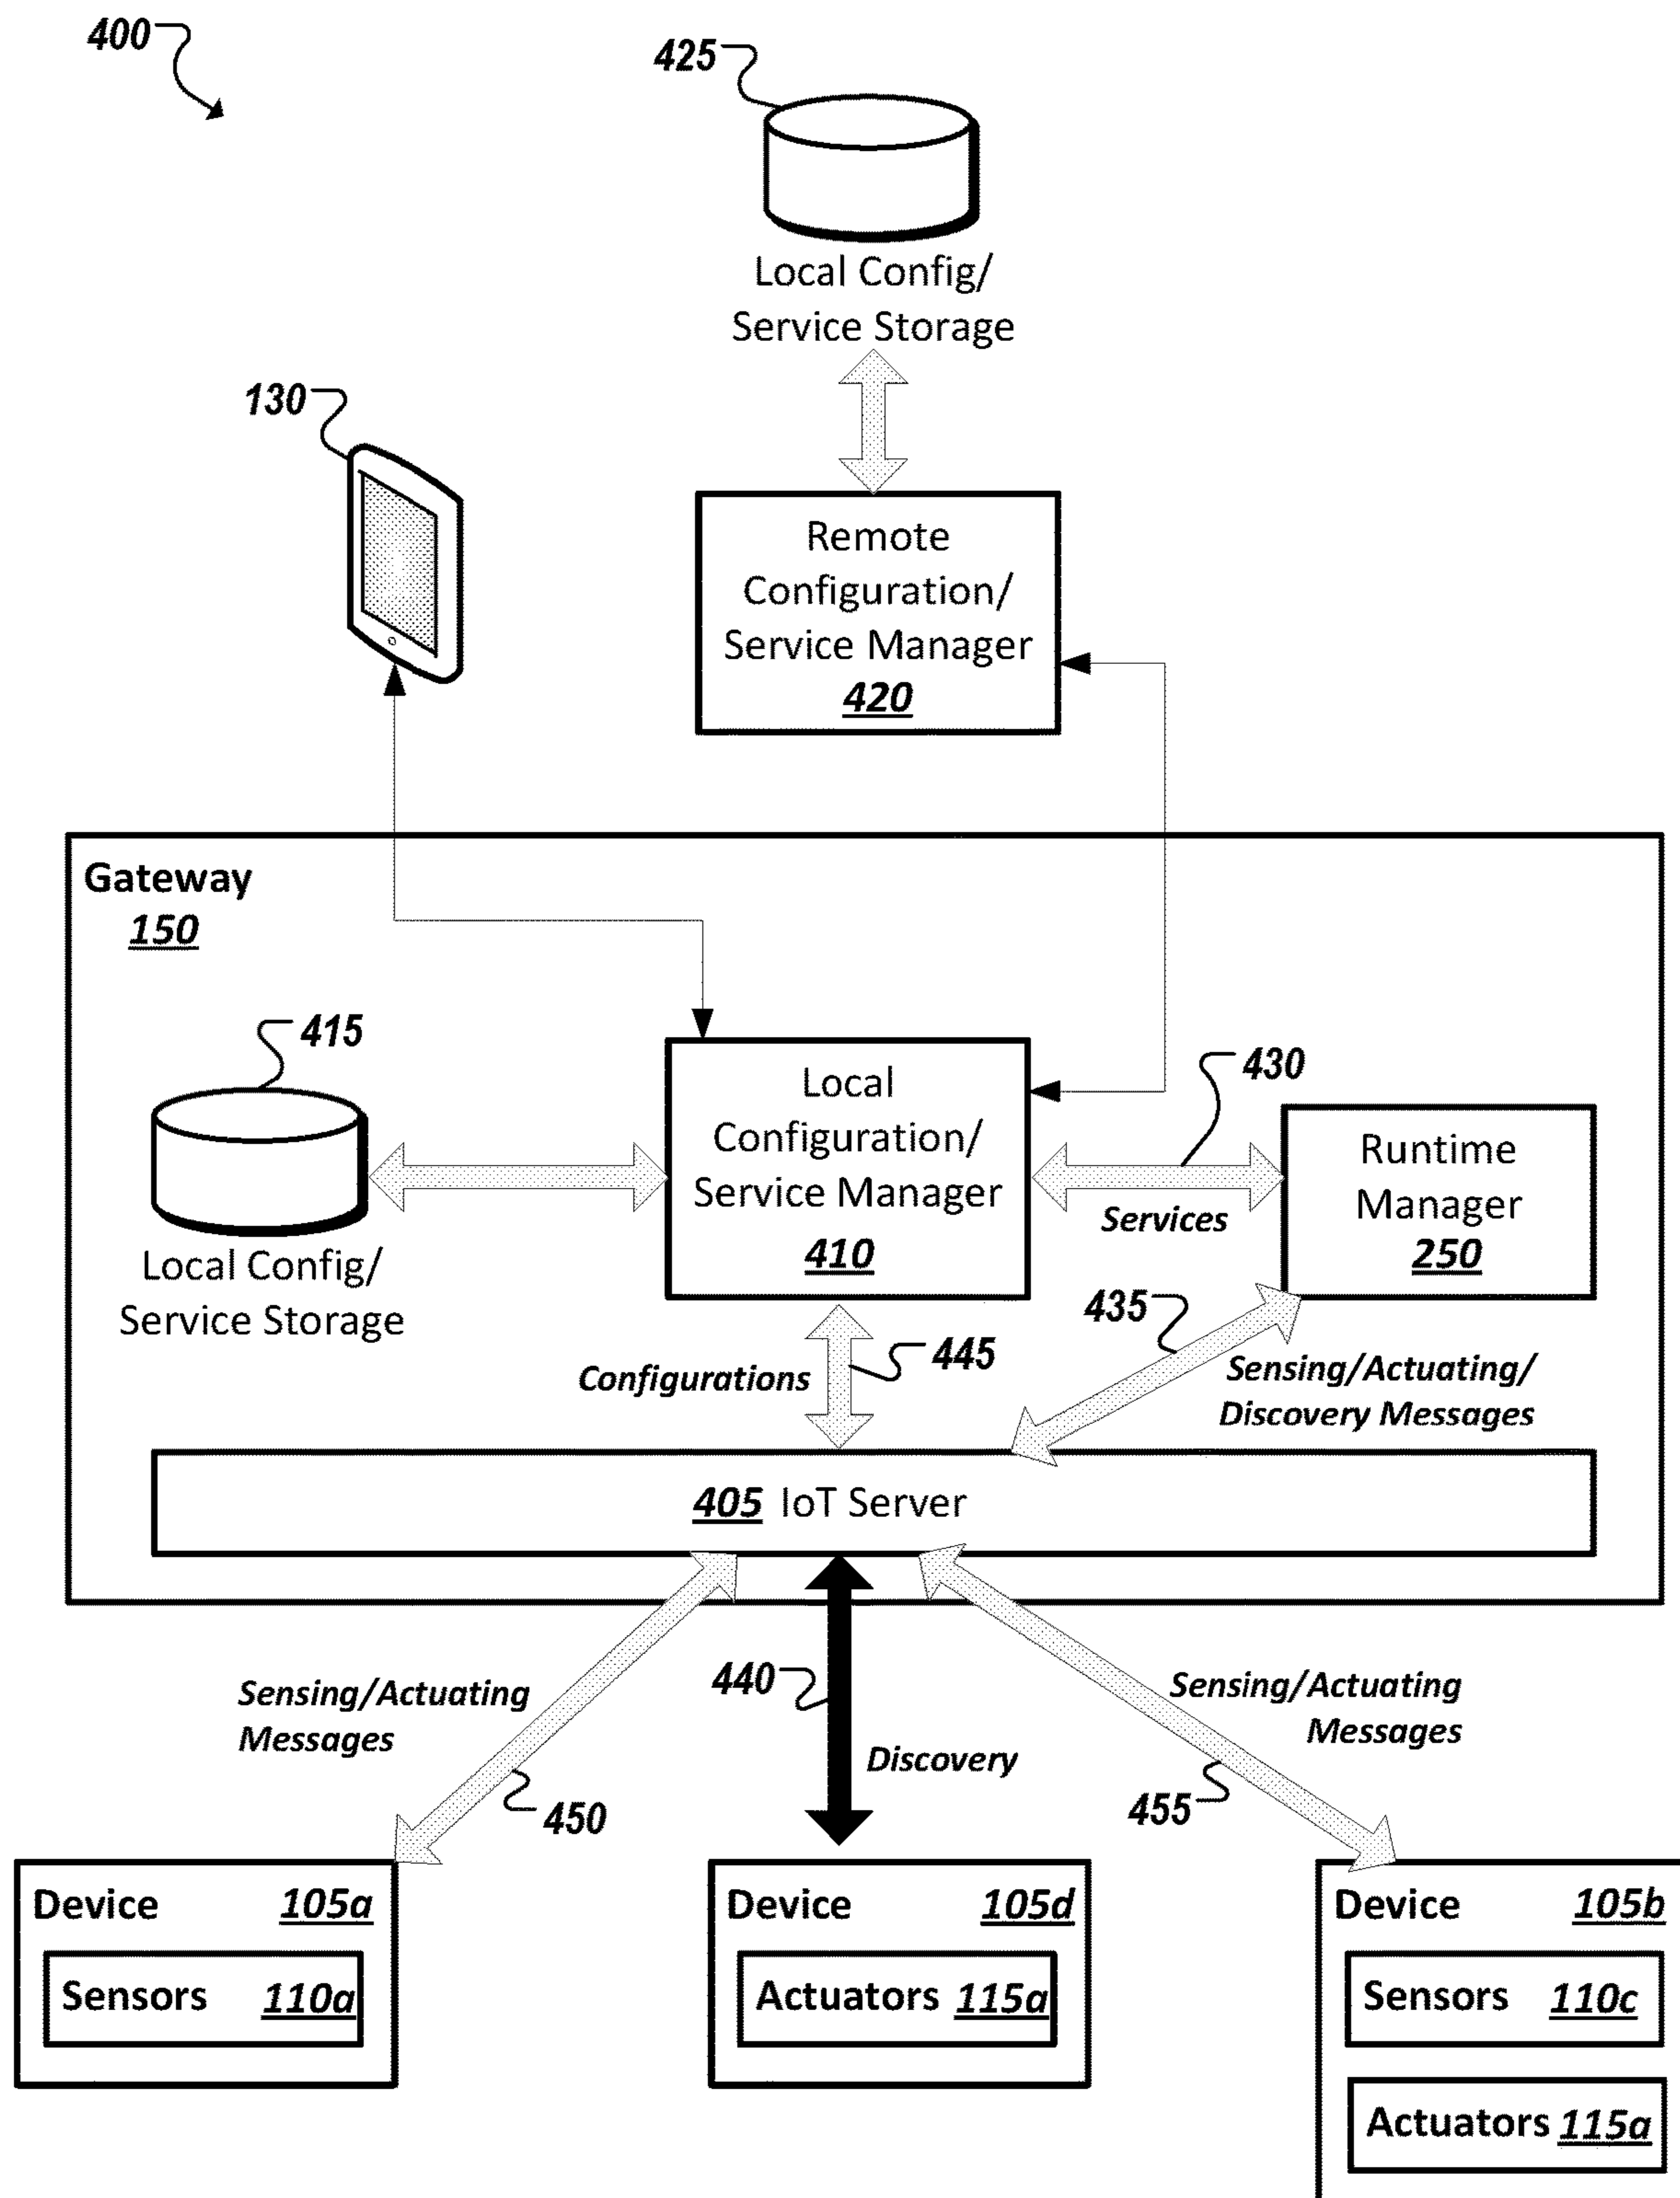 400
425
Local Config/
Service Storage
130
Remote
Configuration/
Service Manager
420
Gateway
150
415
Local Config/
Service Storage
Local
Configuration/
Service Manager
410
430
Services
Runtime
Manager
250
435
Sensing/Actuating/
Discovery Messages
Configurations
445
405 IoT Server
Sensing/Actuating
Messages
450
440
Discovery
Sensing/Actuating
Messages
455
Device 105a
Sensors 110a
Device 105d
Actuators 115a
Device 105b
Sensors 110c
Actuators 115a